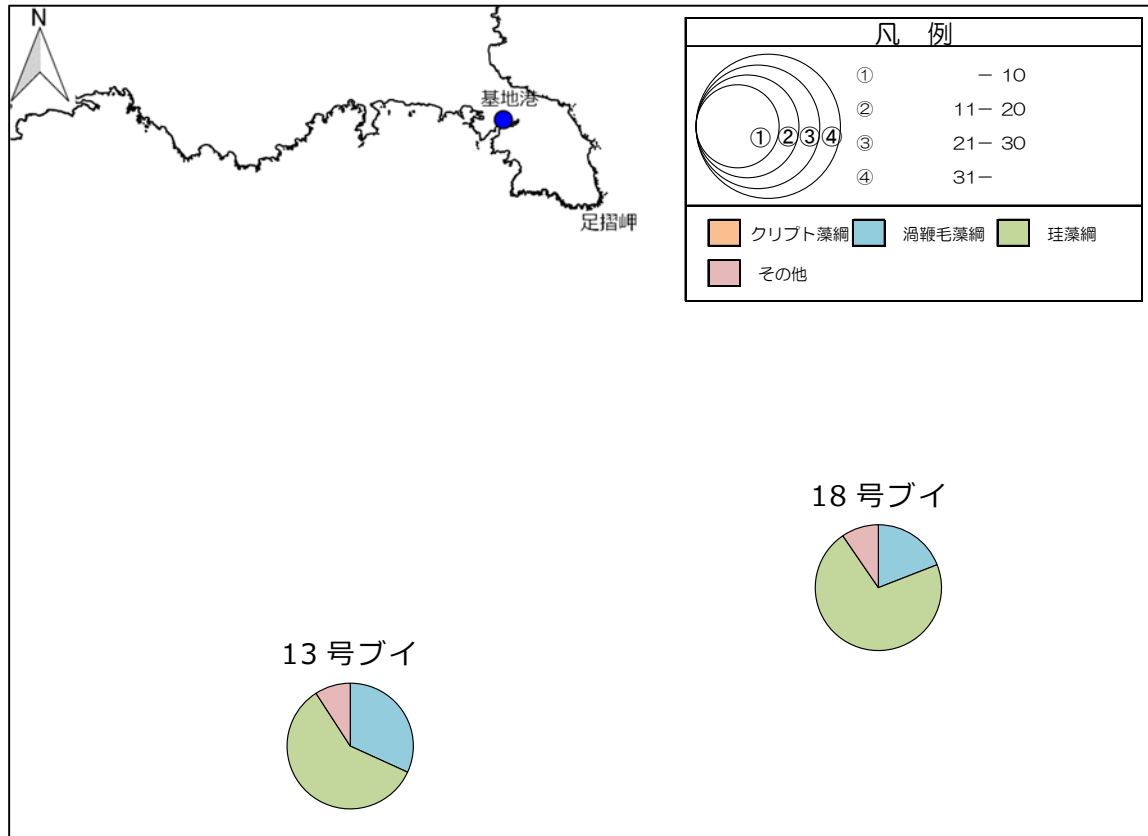 N
基地港
足摺岬
凡 例
① － 10
② 11－ 20
③ 21－ 30
④ 31－
①②③④
クリプト藻綱 渦鞭毛藻綱 珪藻綱
その他
18 号ブイ
13 号ブイ